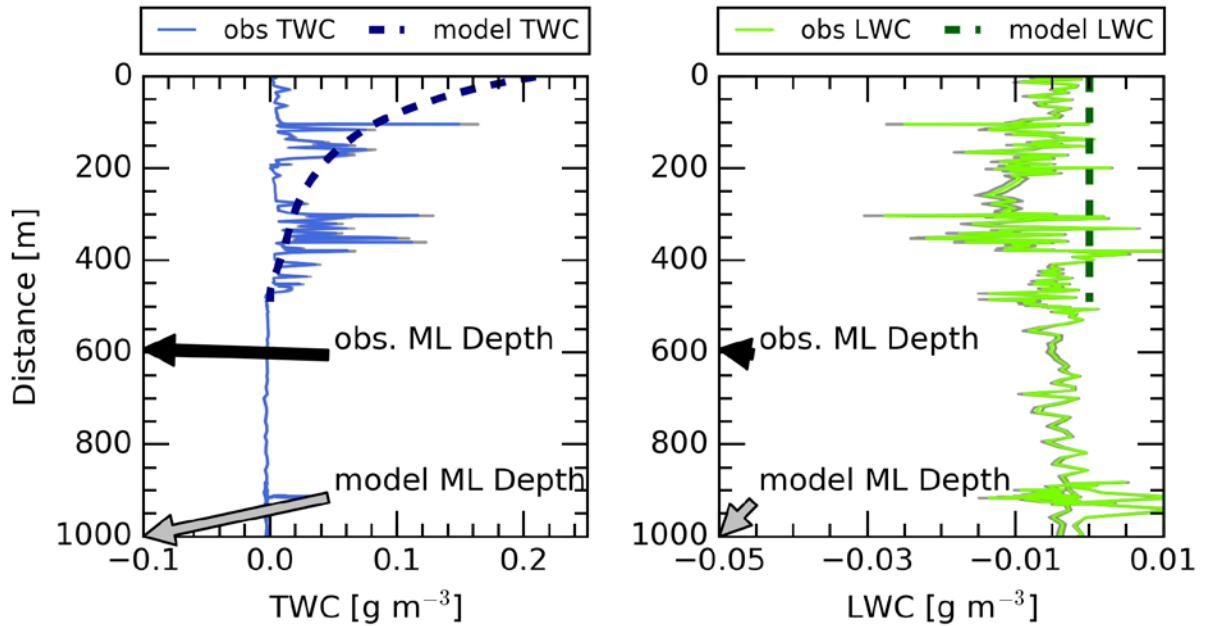 obs TWC model TWC
obs LWC model LWC
0
200
400
600
800
1000
Distance [m]
obs. ML Depth
model ML Depth
−0.1 0.0 0.1 0.2
TWC [g m⁻³]
0
200
400
600
800
1000
obs. ML Depth
model ML Depth
−0.05 −0.03 −0.01 0.01
LWC [g m⁻³]